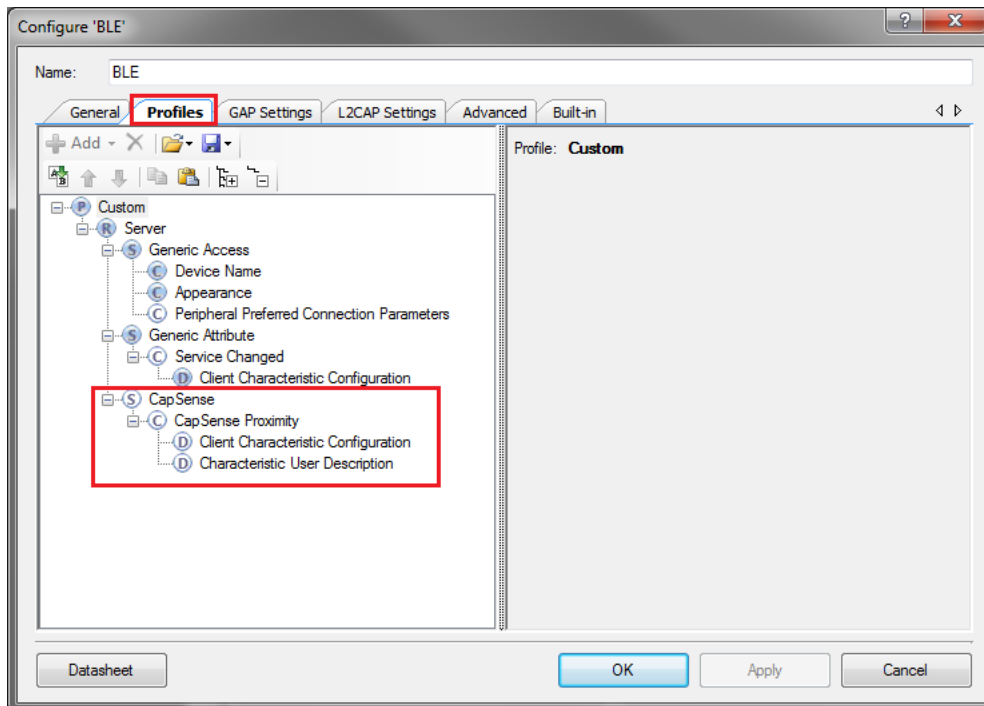 Configure 'BLE'
Name: BLE
General Profiles GAP Settings L2CAP Settings Advanced Built-in
Add
Profile: Custom
A B
P Custom
R Server
S Generic Access
C Device Name
C Appearance
C Peripheral Preferred Connection Parameters
S Generic Attribute
C Service Changed
D Client Characteristic Configuration
S CapSense
C CapSense Proximity
D Client Characteristic Configuration
D Characteristic User Description
Datasheet OK Apply Cancel